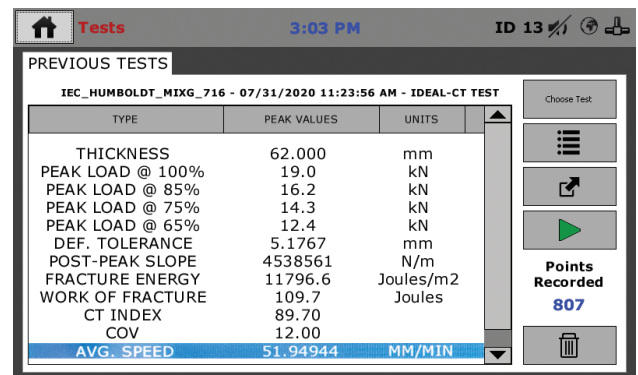 Tests 3:03 PM ID 13
PREVIOUS TESTS
IEC_HUMBOLDT_MIXG_716 - 07/31/2020 11:23:56 AM - IDEAL-CT TEST
Choose Test
TYPE PEAK VALUES UNITS
THICKNESS 62.000 mm
PEAK LOAD @ 100% 19.0 kN
PEAK LOAD @ 85% 16.2 kN
PEAK LOAD @ 75% 14.3 kN
PEAK LOAD @ 65% 12.4 kN
DEF. TOLERANCE 5.1767 mm
POST-PEAK SLOPE 4538561 N/m
FRACTURE ENERGY 11796.6 Joules/m2
WORK OF FRACTURE 109.7 Joules
CT INDEX 89.70
COV 12.00
AVG. SPEED 51.94944 MM/MIN
Points
Recorded
807